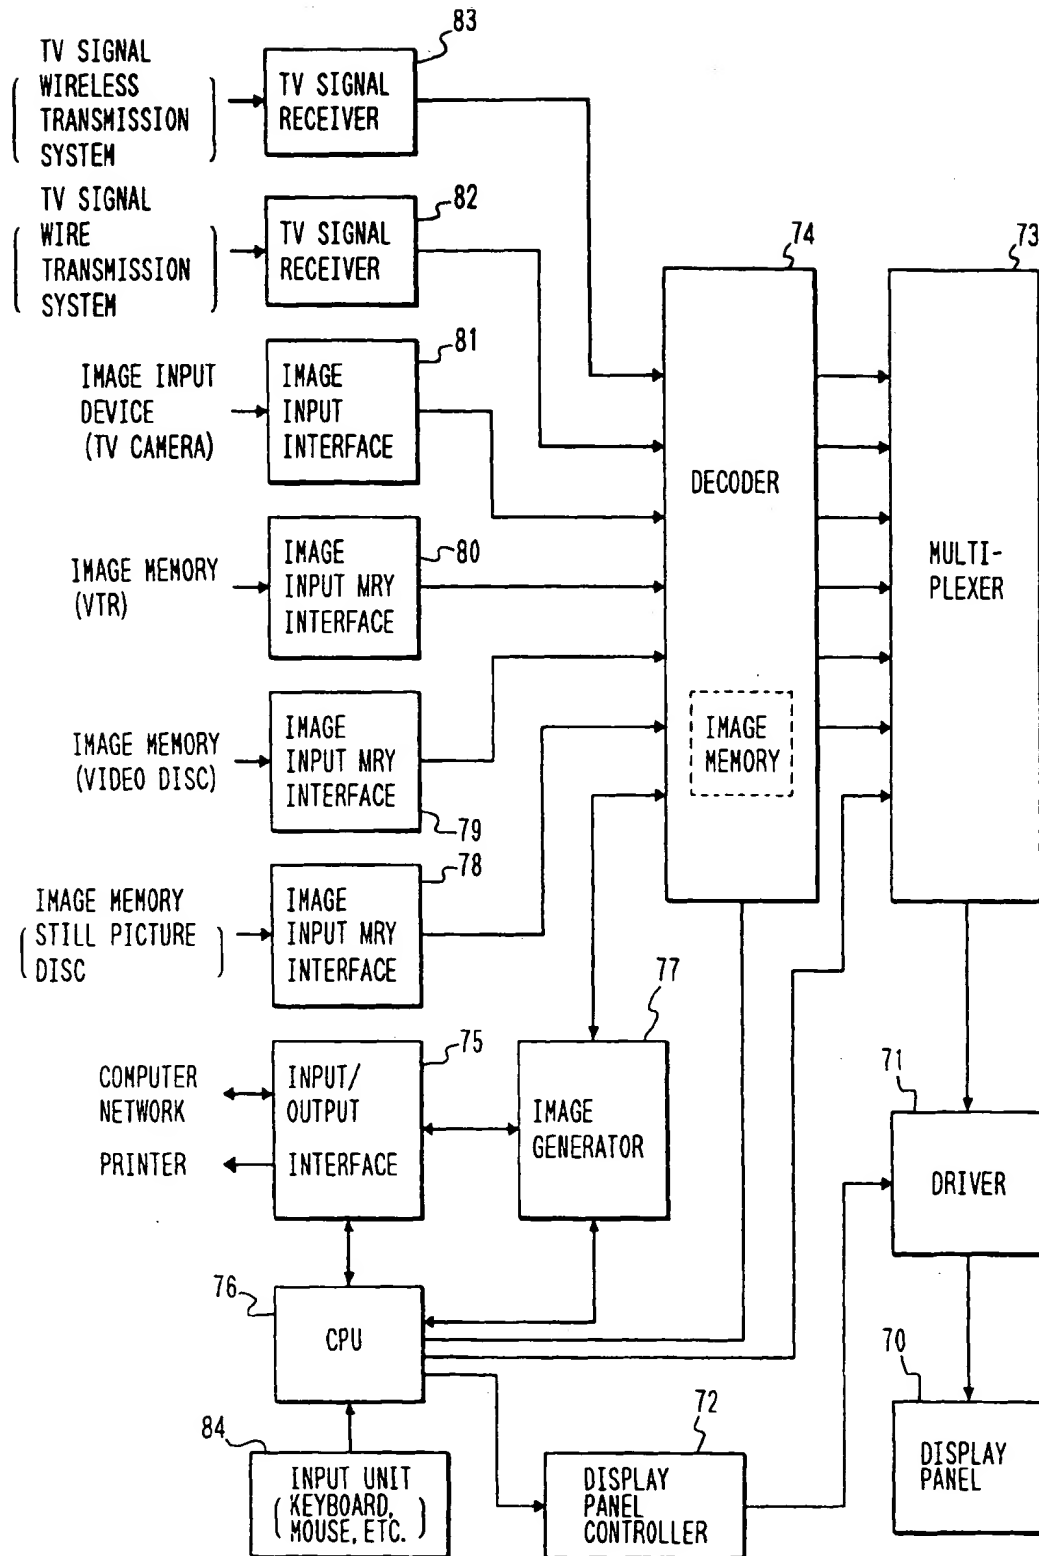 83
TV SIGNAL
WIRELESS
TRANSMISSION
SYSTEM
TV SIGNAL
RECEIVER
82
TV SIGNAL
WIRE
TRANSMISSION
SYSTEM
TV SIGNAL
RECEIVER
74
73
81
IMAGE INPUT
DEVICE
(TV CAMERA)
IMAGE
INPUT
INTERFACE
DECODER
MULTI-
PLEXER
80
IMAGE MEMORY
(VTR)
IMAGE
INPUT MRY
INTERFACE
IMAGE
MEMORY
IMAGE MEMORY
(VIDEO DISC)
IMAGE
INPUT MRY
INTERFACE
79
78
IMAGE MEMORY
(STILL PICTURE
DISC)
IMAGE
INPUT MRY
INTERFACE
77
75
COMPUTER
NETWORK
PRINTER
INPUT/
OUTPUT
INTERFACE
IMAGE
GENERATOR
71
DRIVER
76
CPU
70
DISPLAY
PANEL
72
DISPLAY
PANEL
CONTROLLER
84
INPUT UNIT
(KEYBOARD,
MOUSE, ETC.)